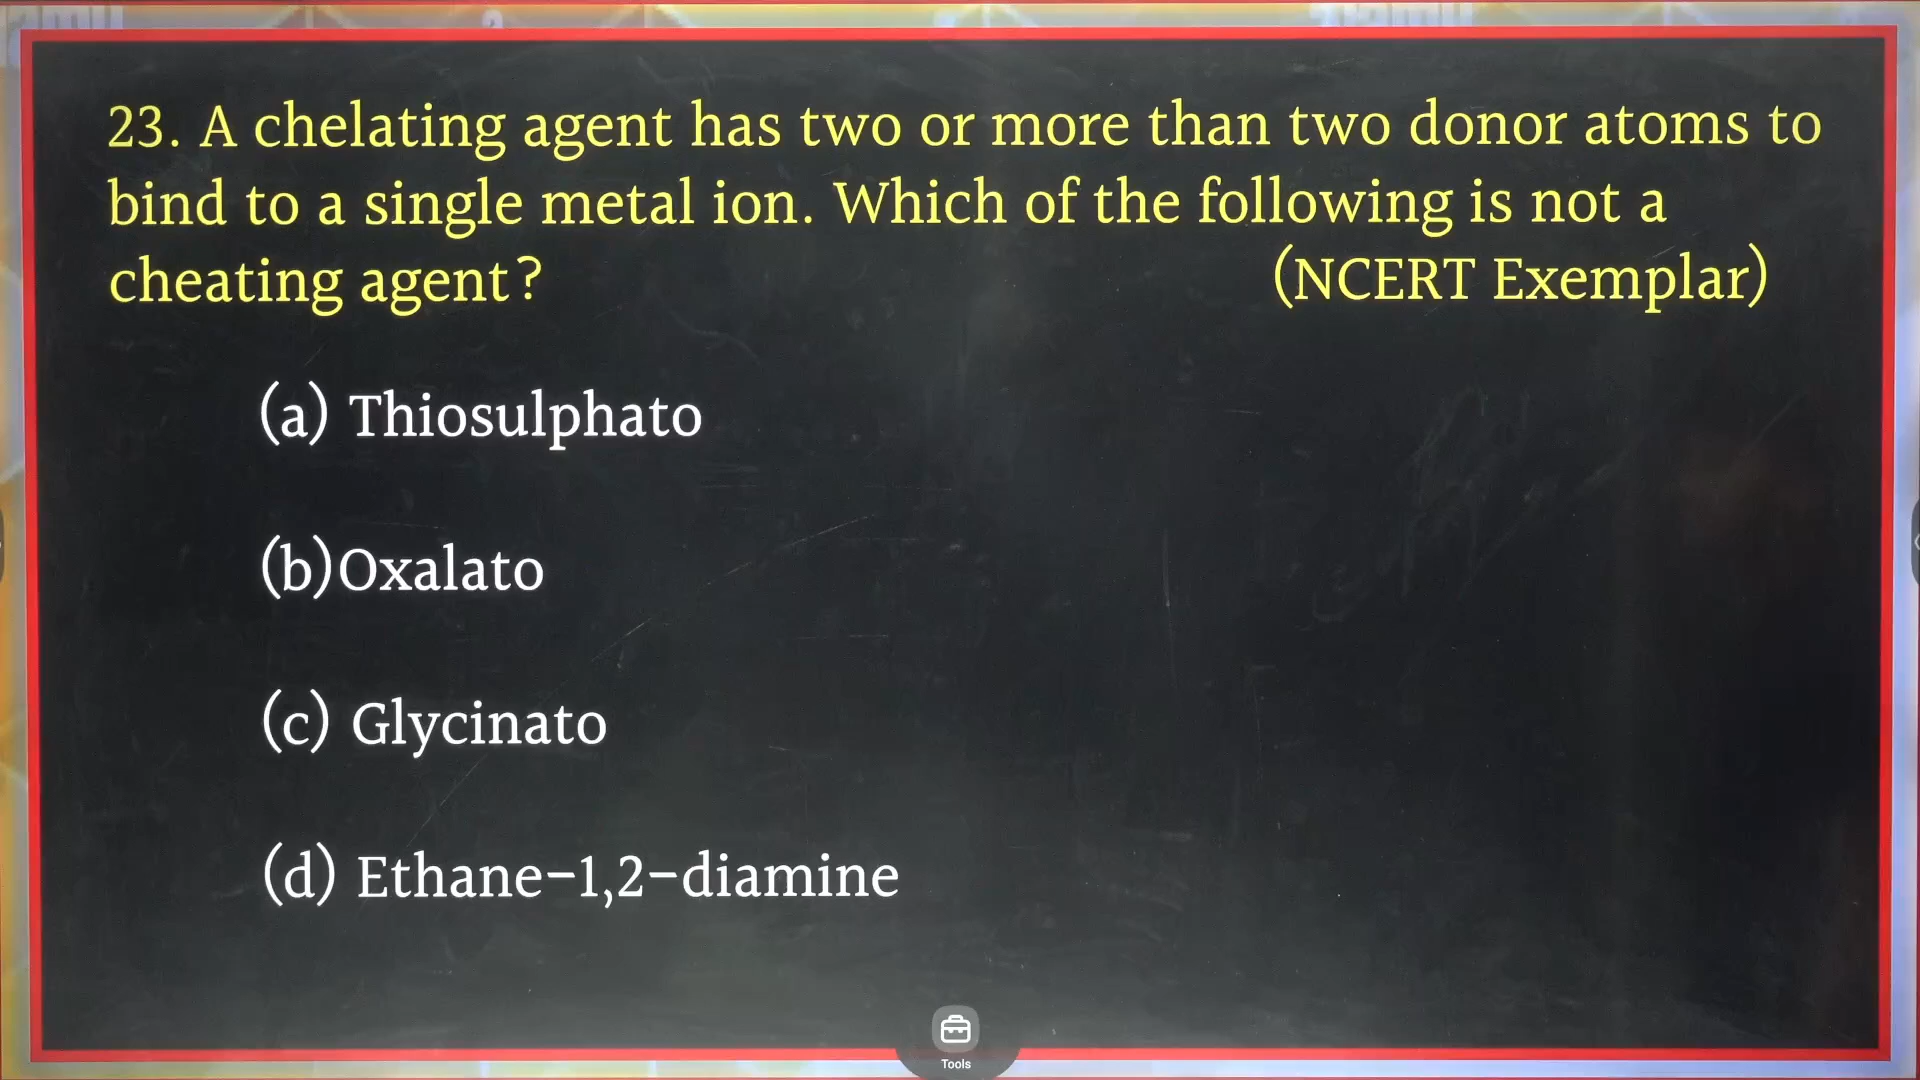 23. A chelating agent has two or more than two donor atoms to
bind to a single metal ion. Which of the following is not a
cheating agent? (NCERT Exemplar)
(a) Thiosulphato
(b)Oxalato
(c) Glycinato
(d) Ethane-1,2-diamine
Tools